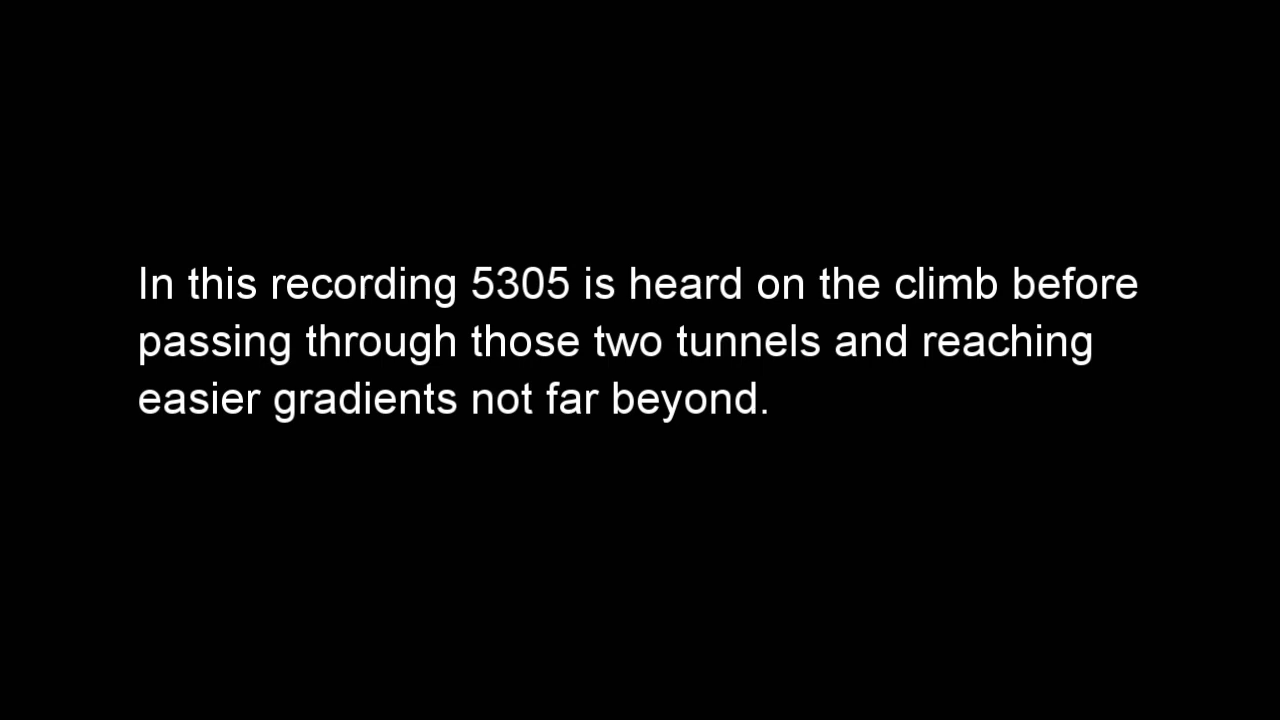 In this recording 5305 is heard on the climb before
passing through those two tunnels and reaching
easier gradients not far beyond.